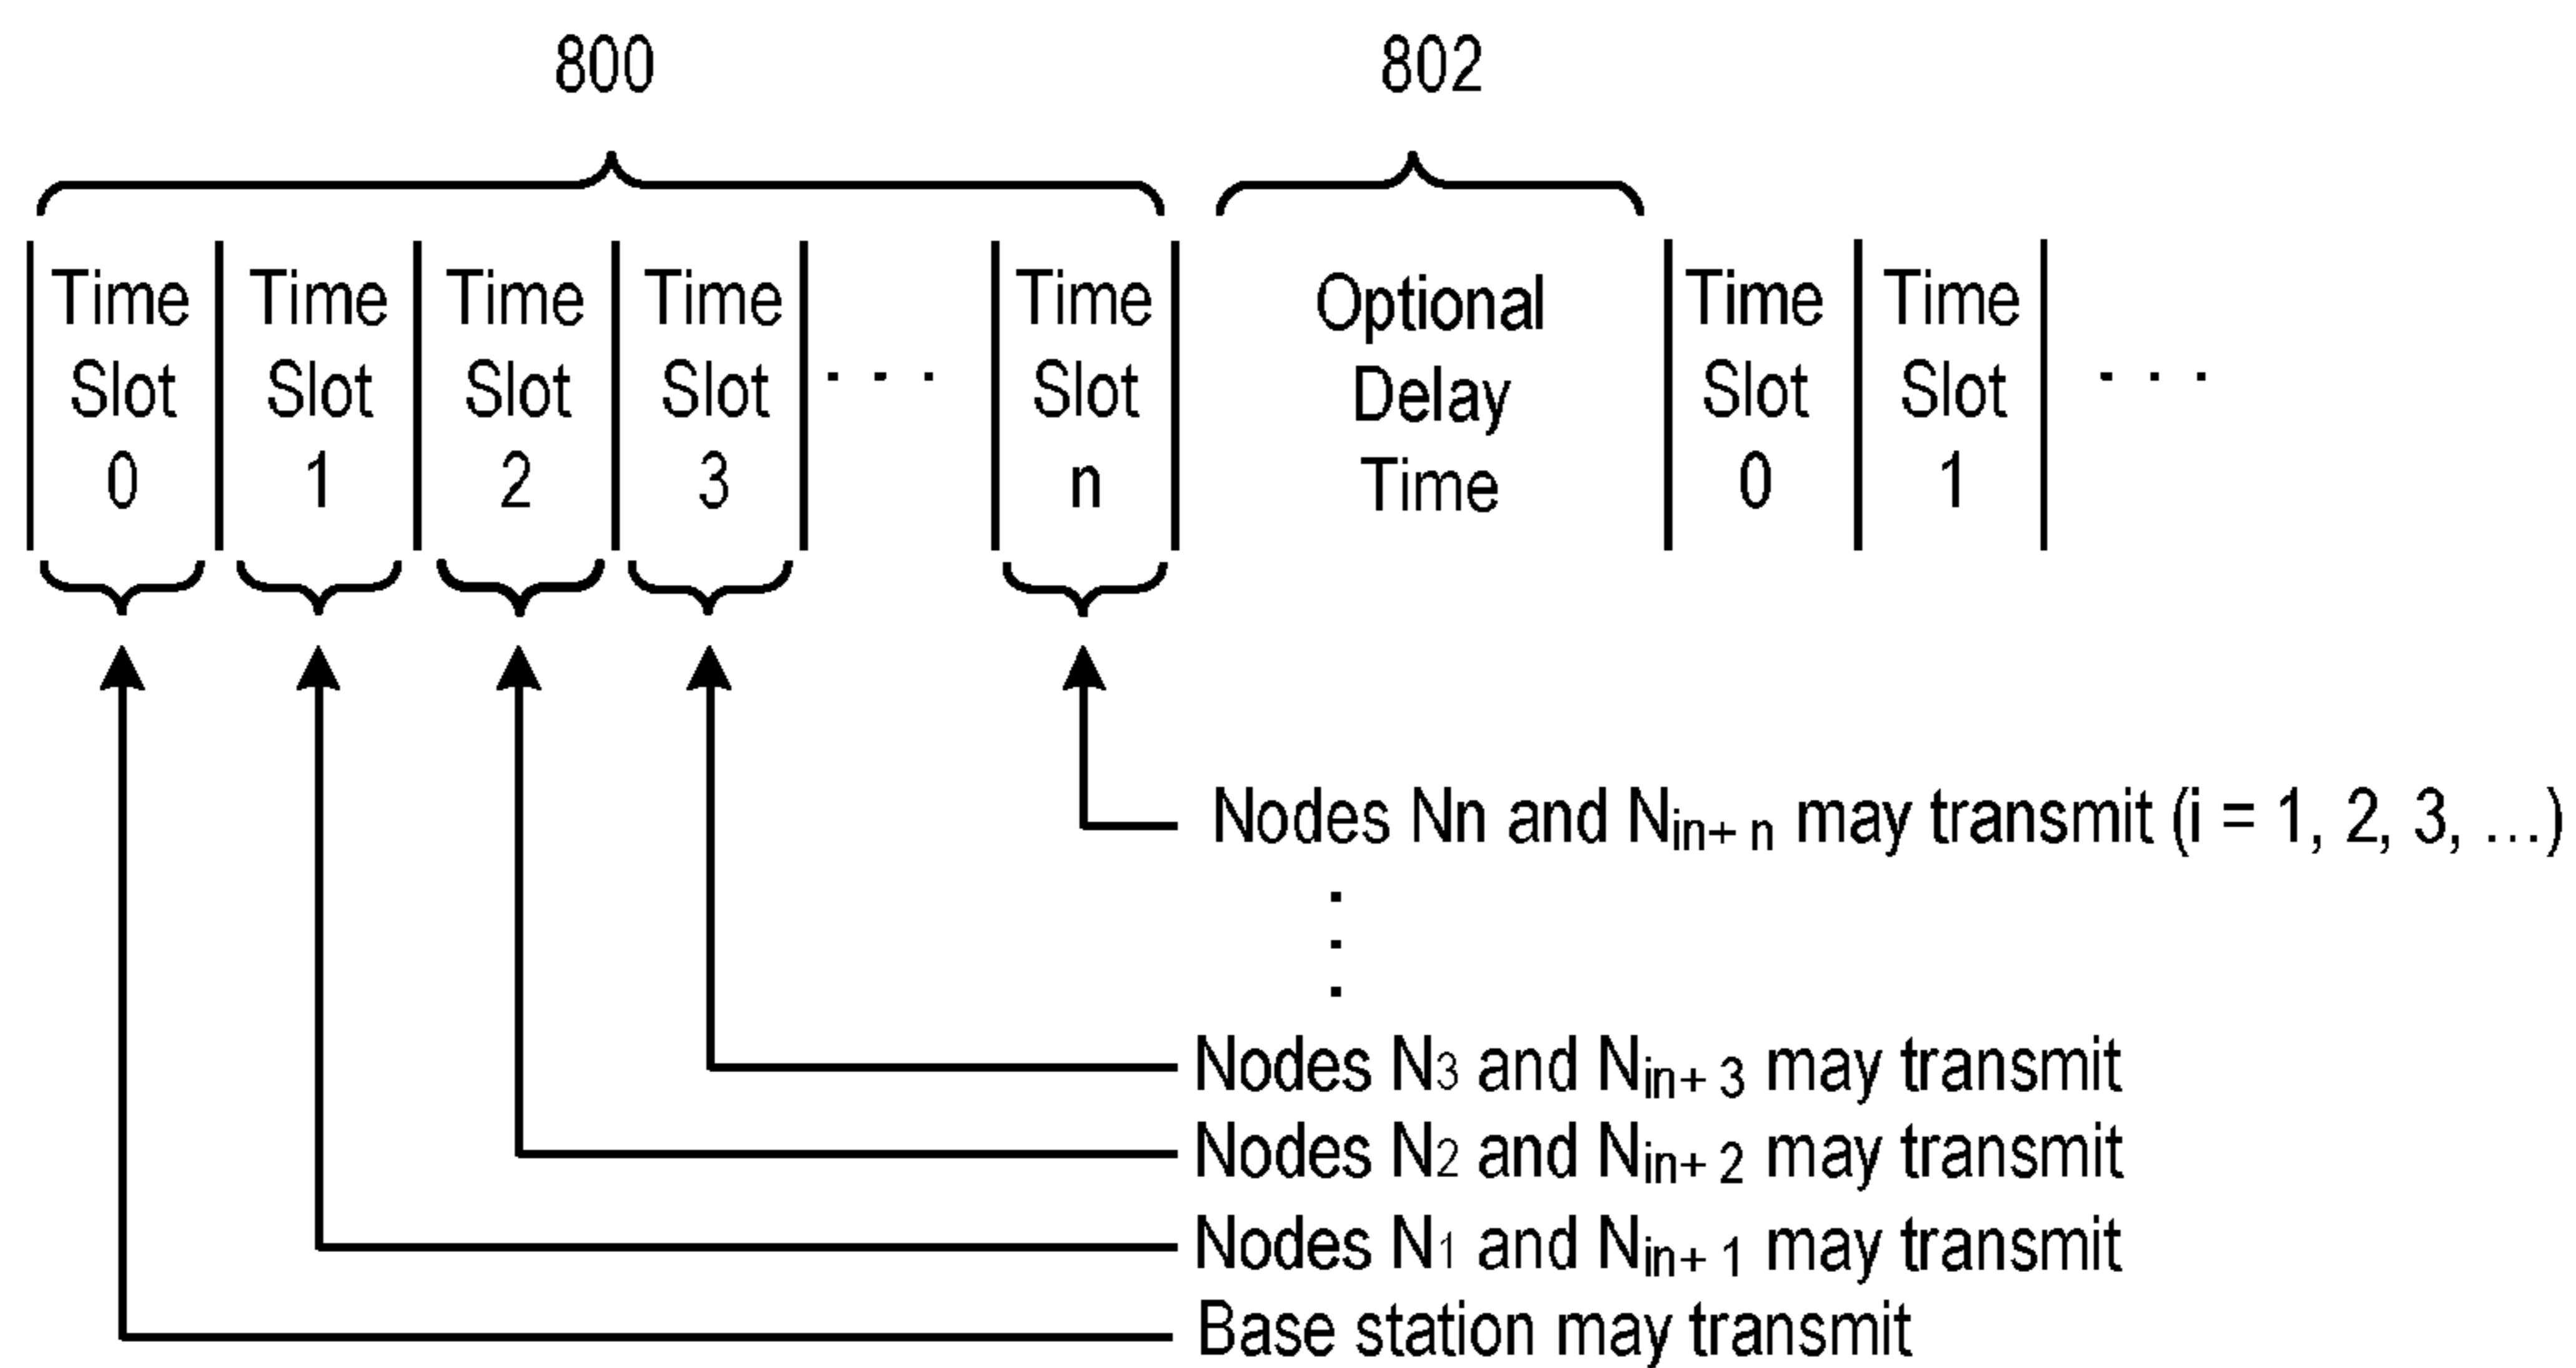 800
802
Time Slot 0
Time Slot 1
Time Slot 2
Time Slot 3
. . .
Time Slot n
Optional Delay Time
Time Slot 0
Time Slot 1
. . .
Nodes Nn and Nin+ n may transmit (i = 1, 2, 3, ...)
.
.
.
Nodes N3 and Nin+ 3 may transmit
Nodes N2 and Nin+ 2 may transmit
Nodes N1 and Nin+ 1 may transmit
Base station may transmit